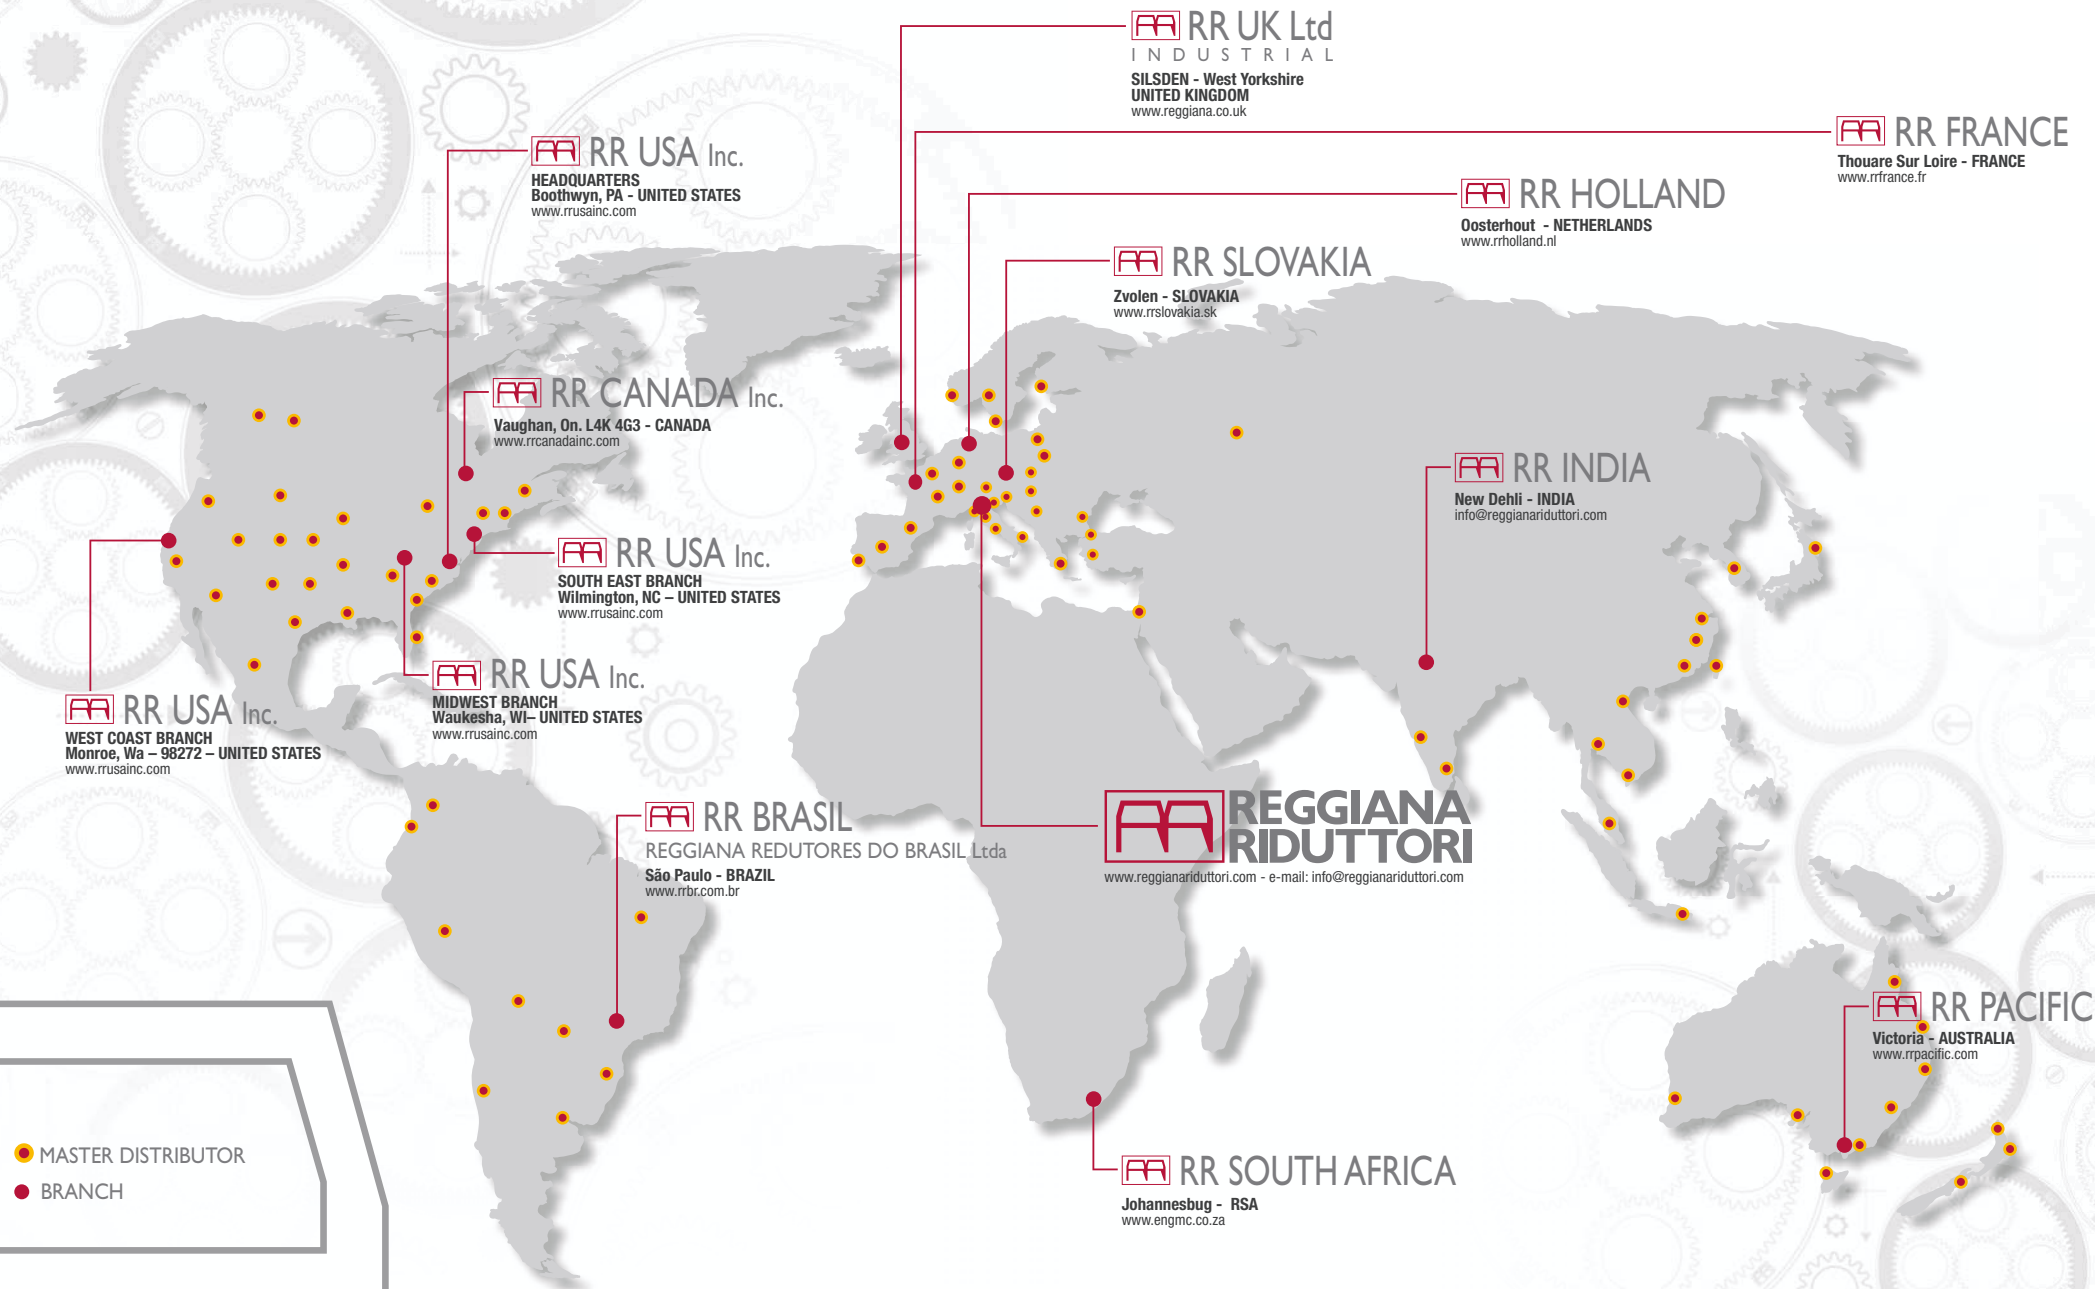 RR UK Ltd
INDUSTRIAL
SILSDEN - West Yorkshire
UNITED KINGDOM
www.reggiana.co.uk
RR FRANCE
Thouare Sur Loire - FRANCE
www.rrfrance.fr
RR USA Inc.
HEADQUARTERS
Boothwyn, PA - UNITED STATES
www.rrusainc.com
RR HOLLAND
Oosterhout - NETHERLANDS
www.rrholland.nl
RR SLOVAKIA
Zvolen - SLOVAKIA
www.rrslovakia.sk
RR CANADA Inc.
Vaughan, On. L4K 4G3 - CANADA
www.rrcanadainc.com
RR INDIA
New Dehli - INDIA
info@reggianariduttori.com
RR USA Inc.
SOUTH EAST BRANCH
Wilmington, NC – UNITED STATES
www.rrusainc.com
RR USA Inc.
MIDWEST BRANCH
Waukesha, WI– UNITED STATES
www.rrusainc.com
RR USA Inc.
WEST COAST BRANCH
Monroe, Wa – 98272 – UNITED STATES
www.rrusainc.com
RR BRASIL
REGGIANA REDUTORES DO BRASIL Ltda
São Paulo - BRAZIL
www.rrbr.com.br
REGGIANA
RIDUTTORI
www.reggianariduttori.com - e-mail: info@reggianariduttori.com
RR PACIFIC
Victoria - AUSTRALIA
www.rrpacific.com
RR SOUTH AFRICA
Johannesbug - RSA
www.engmc.co.za
MASTER DISTRIBUTOR
BRANCH